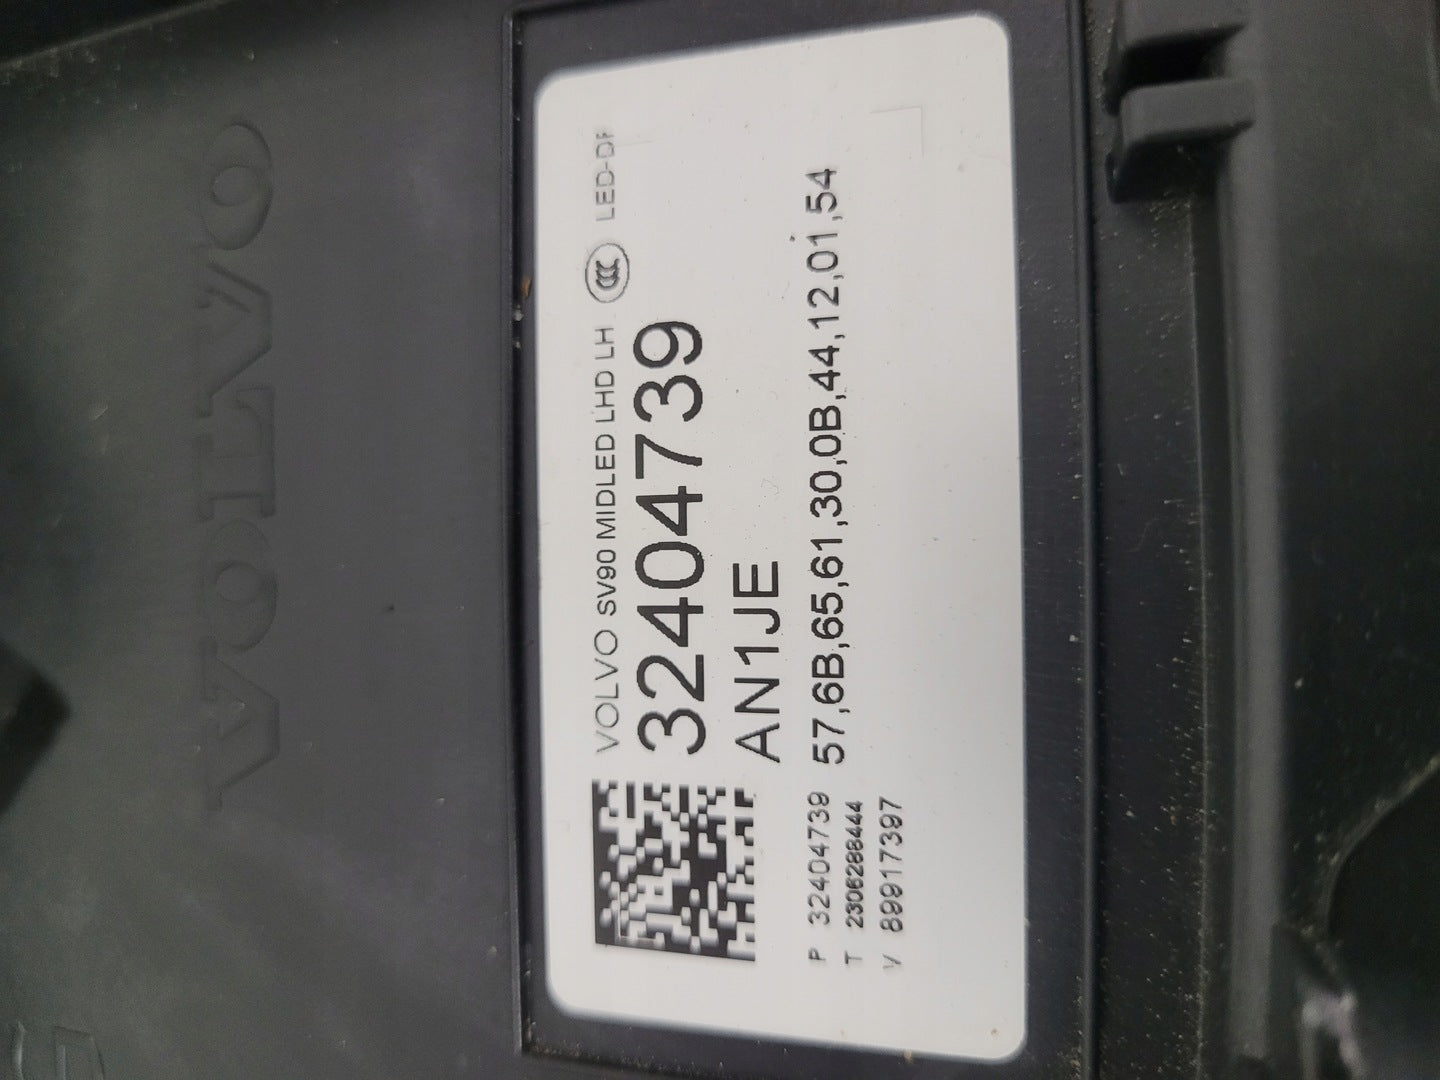 VOLVO
VOLVO SV90 MIDLED LHD LH CCC LED-DF
32404739
AN1JE
P 32404739 57,6B,65,61,30,0B,44,12,01,54
T 2306288444
V 89917397